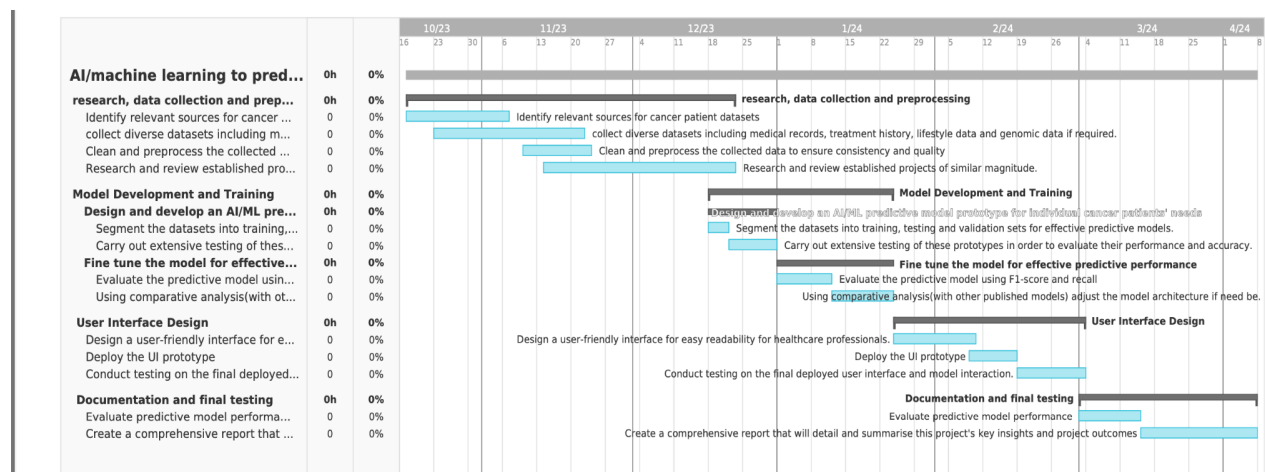 10/23 11/23 12/23 1/24 2/24 3/24 4/24
16 23 30 6 13 20 27 4 11 18 25 1 8 15 22 29 5 12 19 26 4 11 18 25 1 8
AI/machine learning to pred... 0h 0%
research, data collection and prep... 0h 0% research, data collection and preprocessing
Identify relevant sources for cancer ... 0 0% Identify relevant sources for cancer patient datasets
collect diverse datasets including m... 0 0% collect diverse datasets including medical records, treatment history, lifestyle data and genomic data if required.
Clean and preprocess the collected ... 0 0% Clean and preprocess the collected data to ensure consistency and quality
Research and review established pro... 0 0% Research and review established projects of similar magnitude.
Model Development and Training 0h 0% Model Development and Training
Design and develop an AI/ML pre... 0h 0% Design and develop an AI/ML predictive model prototype for individual cancer patients' needs
Segment the datasets into training,... 0 0% Segment the datasets into training, testing and validation sets for effective predictive models.
Carry out extensive testing of thes... 0 0% Carry out extensive testing of these prototypes in order to evaluate their performance and accuracy.
Fine tune the model for effective... 0h 0% Fine tune the model for effective predictive performance
Evaluate the predictive model usin... 0 0% Evaluate the predictive model using F1-score and recall
Using comparative analysis(with ot... 0 0% Using comparative analysis(with other published models) adjust the model architecture if need be.
User Interface Design 0h 0% User Interface Design
Design a user-friendly interface for e... 0 0% Design a user-friendly interface for easy readability for healthcare professionals.
Deploy the UI prototype 0 0% Deploy the UI prototype
Conduct testing on the final deployed... 0 0% Conduct testing on the final deployed user interface and model interaction.
Documentation and final testing 0h 0% Documentation and final testing
Evaluate predictive model performa... 0 0% Evaluate predictive model performance
Create a comprehensive report that ... 0 0% Create a comprehensive report that will detail and summarise this project's key insights and project outcomes